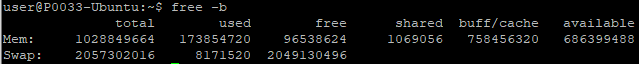 user@P0033-Ubuntu:~$ free -b
total used free shared buff/cache available
Mem: 1028849664 173854720 96538624 1069056 758456320 686399488
Swap: 2057302016 8171520 2049130496